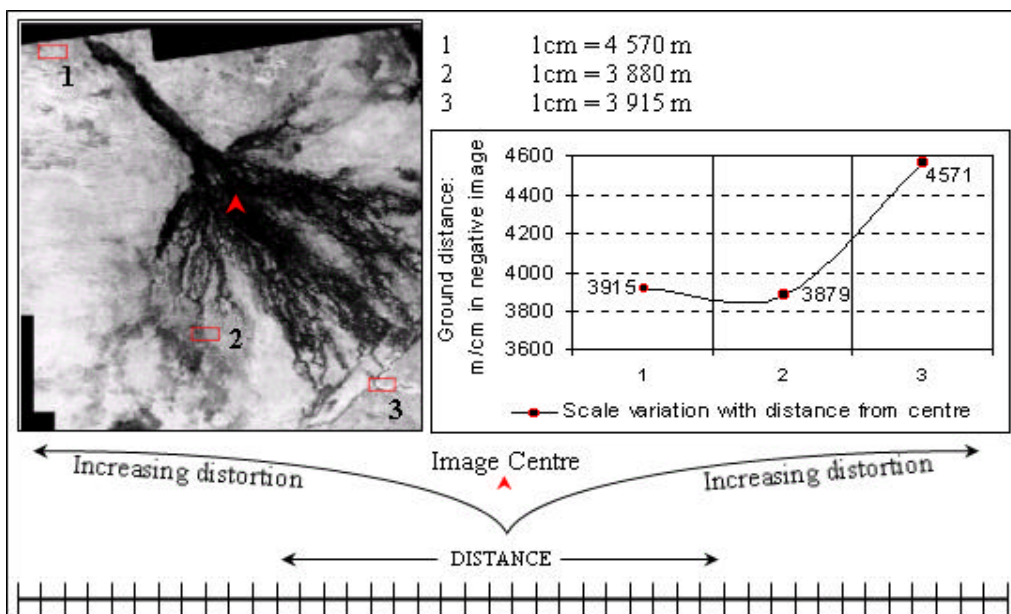 1 1cm = 4 570 m
2 1cm = 3 880 m
3 1cm = 3 915 m
1
2
3
Ground distance:
m/cm in negative image
4600
4400
4200
4000
3800
3600
3915
3879
4571
1 2 3
Scale variation with distance from centre
Increasing distortion
Image Centre
Increasing distortion
DISTANCE